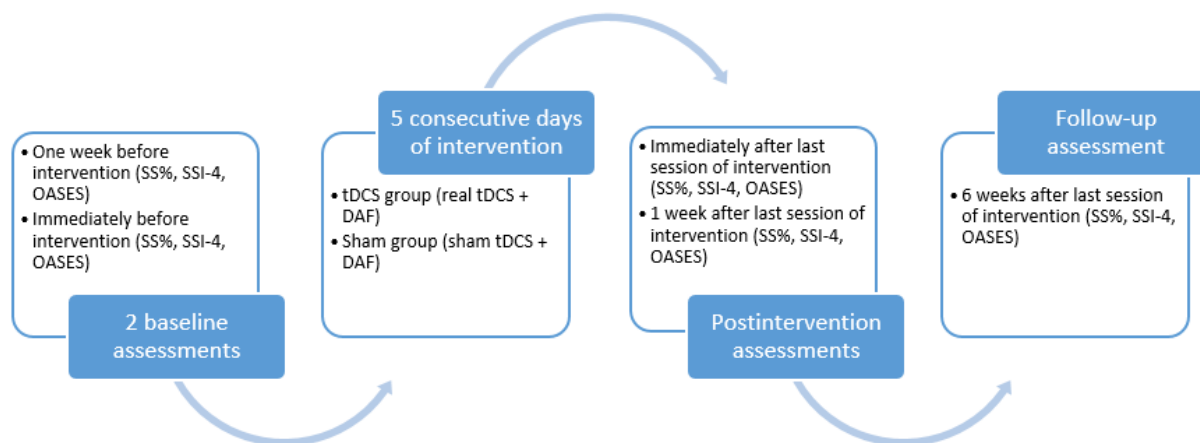 • One week before
intervention (SS%, SSI-4,
OASES)
• Immediately before
intervention (SS%, SSI-4,
OASES)
2 baseline
assessments
5 consecutive days
of intervention
• tDCS group (real tDCS +
DAF)
• Sham group (sham tDCS +
DAF)
• Immediately after last
session of intervention
(SS%, SSI-4, OASES)
• 1 week after last session of
intervention (SS%, SSI-4,
OASES)
Postintervention
assessments
Follow-up
assessment
• 6 weeks after last session
of intervention (SS%, SSI-
4, OASES)